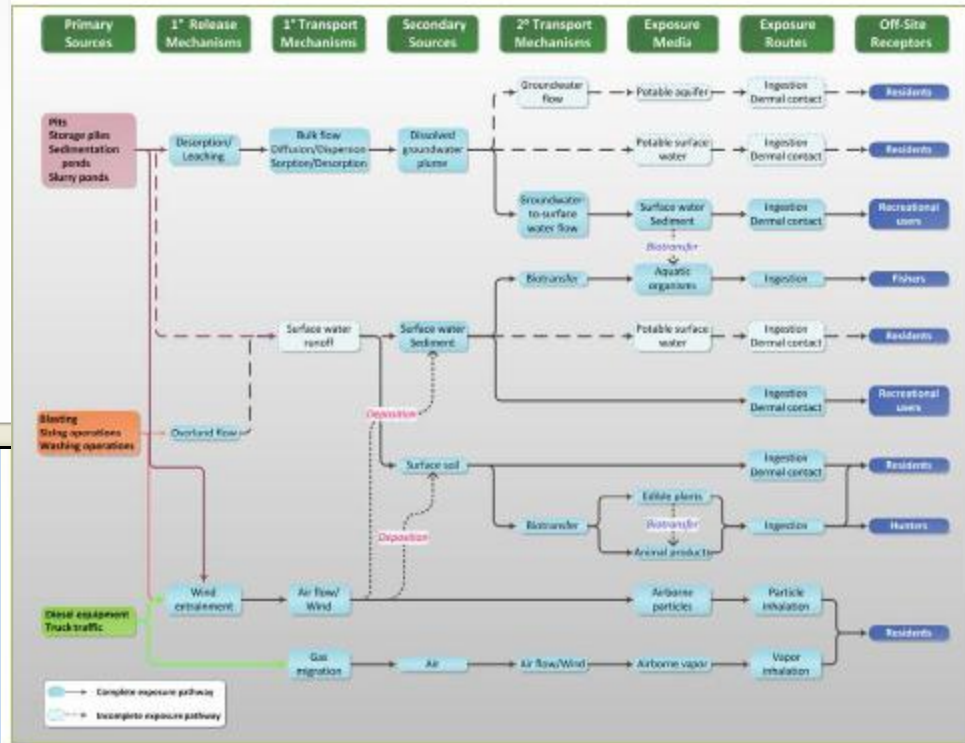 Primary
Sources
1° Release
Mechanisms
1° Transport
Mechanisms
Secondary
Sources
2° Transport
Mechanisms
Exposure
Media
Exposure
Routes
Off-Site
Receptors
Groundwater
flow
Potable aquifer
Ingestion
Dermal contact
Residents
Pits
Storage piles
Sedimentation
ponds
Slurry ponds
Desorption/
Leaching
Bulk flow
Diffusion/Dispersion
Sorption/Desorption
Dissolved
groundwater
plume
Potable surface
water
Ingestion
Dermal contact
Residents
Groundwater-
to-surface
water flow
Surface water
Sediment
Ingestion
Dermal contact
Recreational
users
Biotransfer
Biotransfer
Aquatic
organisms
Ingestion
Fishers
Surface water
runoff
Surface water
Sediment
Potable surface
water
Ingestion
Dermal contact
Residents
Deposition
Ingestion
Dermal contact
Recreational
users
Blasting
Sizing operations
Washing operations
Overland flow
Surface soil
Ingestion
Dermal contact
Residents
Deposition
Biotransfer
Edible plants
Biotransfer
Animal products
Ingestion
Hunters
Wind
entrainment
Air flow/
Wind
Airborne
particles
Particle
inhalation
Diesel equipment
Truck traffic
Residents
Gas
migration
Air
Air flow/Wind
Airborne vapor
Vapor
inhalation
Complete exposure pathway
Incomplete exposure pathway